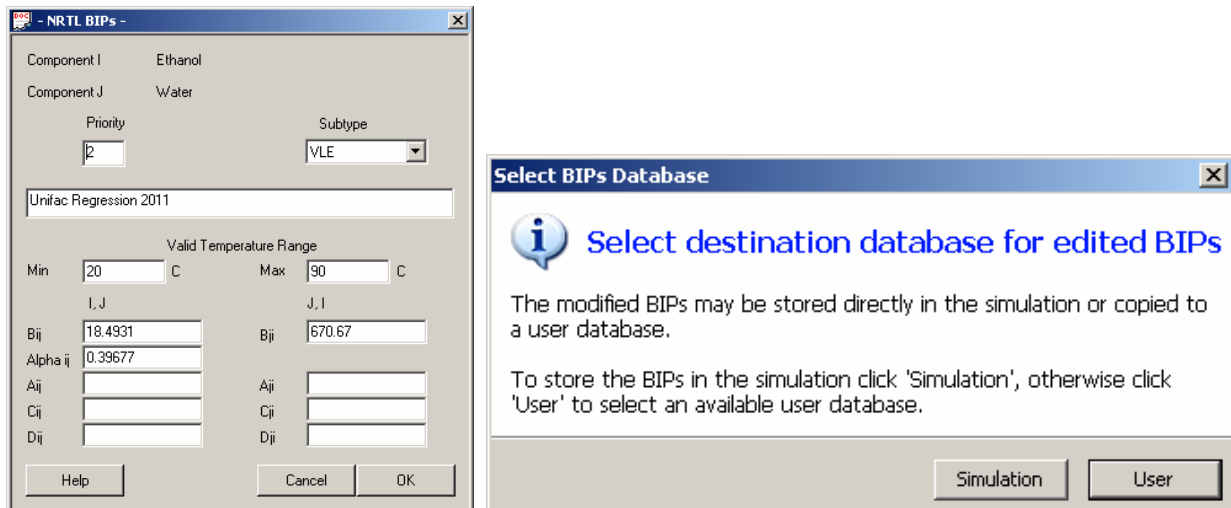 DOC - NRTL BIPs -
Component I Ethanol
Component J Water
Priority Subtype
2 VLE
Unifac Regression 2011
Valid Temperature Range
Min 20 C Max 90 C
I, J J, I
Bij 18.4931 Bji 670.67
Alpha ij 0.39677
Aij Aji
Cij Cji
Dij Dji
Help Cancel OK
Select BIPs Database
i Select destination database for edited BIPs
The modified BIPs may be stored directly in the simulation or copied to
a user database.
To store the BIPs in the simulation click 'Simulation', otherwise click
'User' to select an available user database.
Simulation User